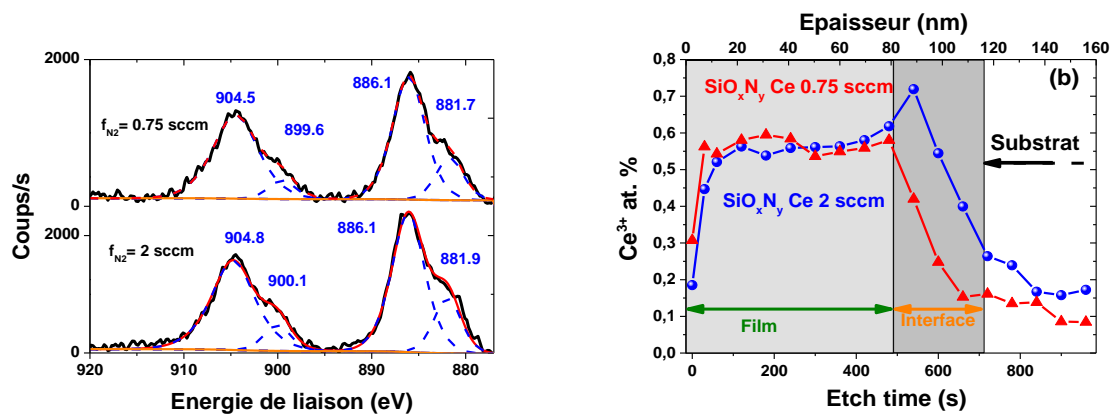 2000
0
2000
0
920
910
900
890
880
Coups/s
Energie de liaison (eV)
f_N2= 0.75 sccm
904.5
899.6
886.1
881.7
f_N2= 2 sccm
904.8
900.1
886.1
881.9
Epaisseur (nm)
0 20 40 60 80 100 120 140 160
(b)
SiO_xN_y Ce 0.75 sccm
SiO_xN_y Ce 2 sccm
Substrat
Film
Interface
0,8
0,7
0,6
0,5
0,4
0,3
0,2
0,1
0,0
Ce³⁺ at. %
0 200 400 600 800
Etch time (s)